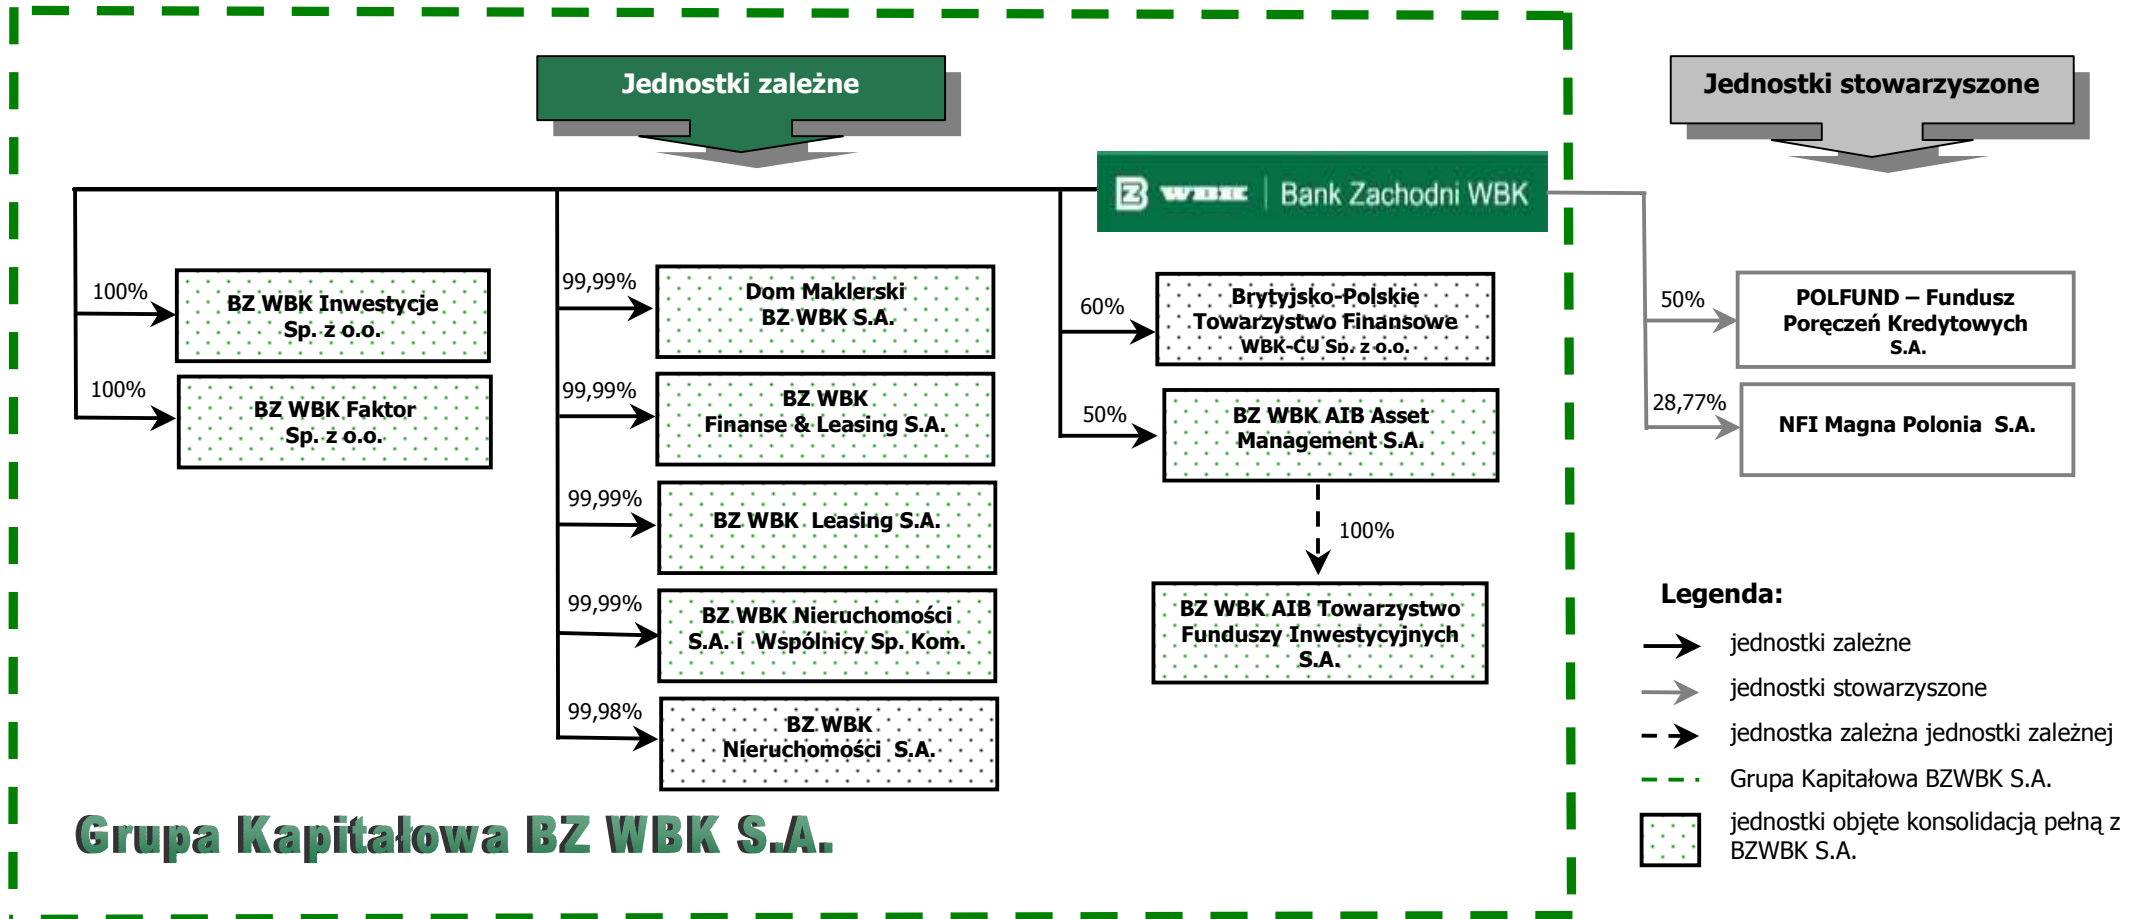 Jednostki zależne
Jednostki stowarzyszone
BZ WBK | Bank Zachodni WBK
100%
BZ WBK Inwestycje
Sp. z o.o.
100%
BZ WBK Faktor
Sp. z o.o.
99,99%
Dom Maklerski
BZ WBK S.A.
99,99%
BZ WBK
Finanse & Leasing S.A.
99,99%
BZ WBK Leasing S.A.
99,99%
BZ WBK Nieruchomości
S.A. i Wspólnicy Sp. Kom.
99,98%
BZ WBK
Nieruchomości S.A.
60%
Brytyjsko-Polskie
Towarzystwo Finansowe
WBK-CU Sp. z o.o.
50%
BZ WBK AIB Asset
Management S.A.
100%
BZ WBK AIB Towarzystwo
Funduszy Inwestycyjnych
S.A.
50%
POLFUND – Fundusz
Poręczeń Kredytowych
S.A.
28,77%
NFI Magna Polonia S.A.
Legenda:
jednostki zależne
jednostki stowarzyszone
jednostka zależna jednostki zależnej
Grupa Kapitałowa BZWBK S.A.
jednostki objęte konsolidacją pełną z
BZWBK S.A.
Grupa Kapitałowa BZ WBK S.A.